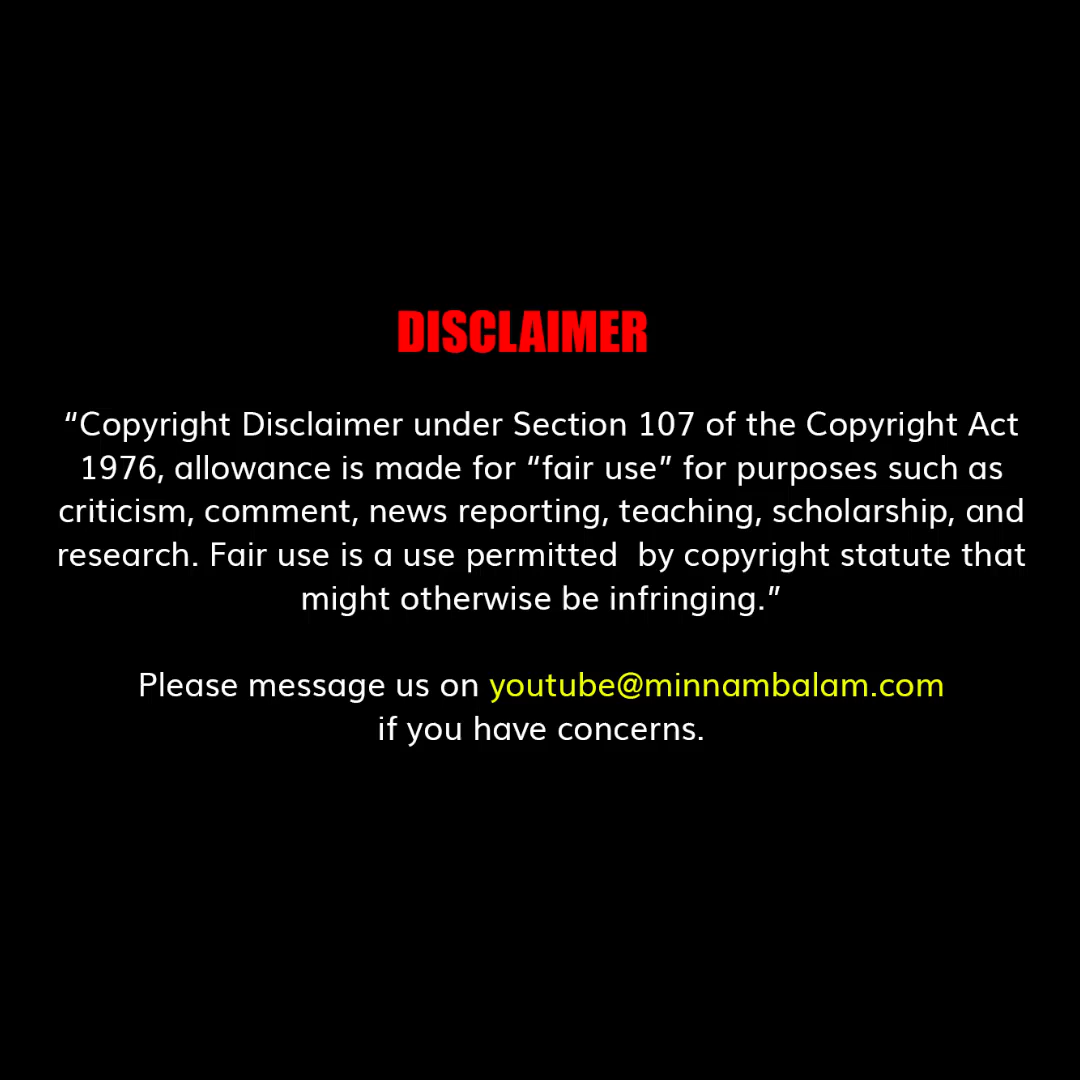 DISCLAIMER
“Copyright Disclaimer under Section 107 of the Copyright Act
1976, allowance is made for “fair use” for purposes such as
criticism, comment, news reporting, teaching, scholarship, and
research. Fair use is a use permitted  by copyright statute that
might otherwise be infringing.”
Please message us on youtube@minnambalam.com
if you have concerns.